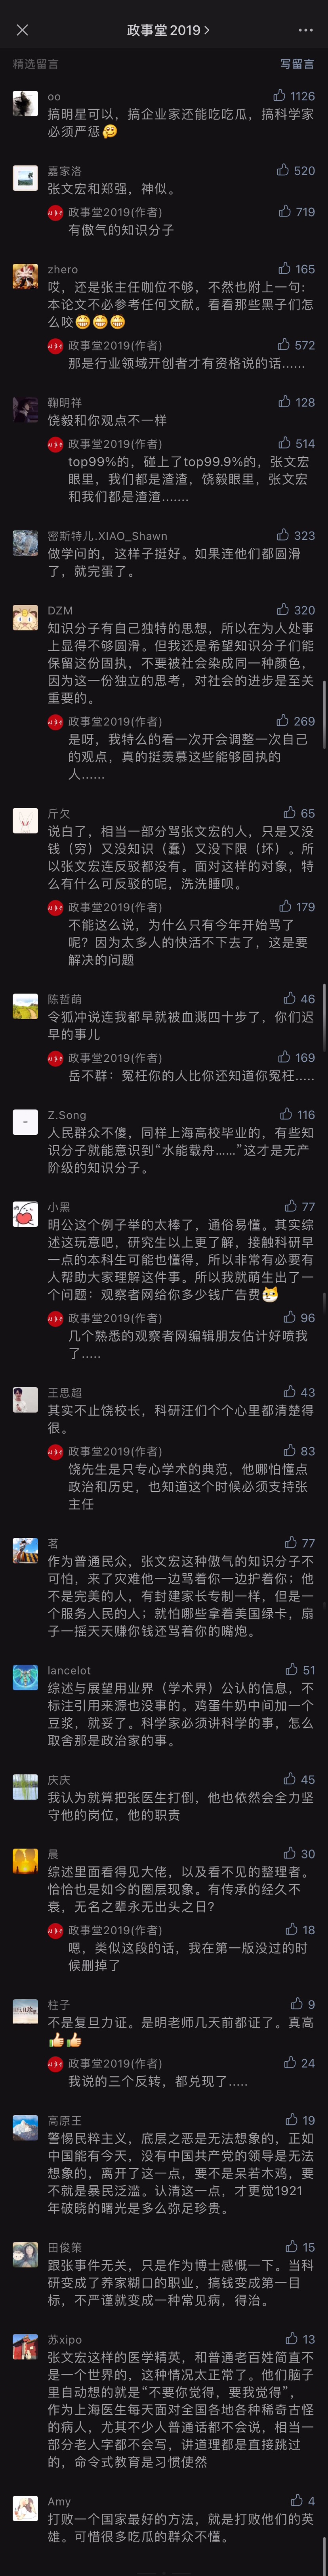 政事堂2019
精选留言
写留言
oo
1126
搞明星可以，搞企业家还能吃吃瓜，搞科学家
必须严惩
嘉家洛
520
张文宏和郑强，神似。
政事堂2019(作者)
719
有傲气的知识分子
zhero
165
哎，还是张主任咖位不够，不然也附上一句:
本论文不必参考任何文献。看看那些黑子们怎
么咬😁😁😁
政事堂2019(作者)
572
那是行业领域开创者才有资格说的话......
鞠明祥
128
饶毅和你观点不一样
政事堂2019(作者)
514
top99%的，碰上了top99.9%的，张文宏
眼里，我们都是渣渣，饶毅眼里，张文宏
和我们都是渣渣.......
密斯特儿.XIAO_Shawn
323
做学问的，这样子挺好。如果连他们都圆滑
了，就完蛋了。
DZM
320
知识分子有自己独特的思想，所以在为人处事
上显得不够圆滑。但我还是希望知识分子们能
保留这份固执，不要被社会染成同一种颜色，
因为这一份独立的思考，对社会的进步是至关
重要的。
政事堂2019(作者)
269
是呀，我特么的看一次开会调整一次自己
的观点，真的挺羡慕这些能够固执的
人......
斤欠
65
说白了，相当一部分骂张文宏的人，只是又没
钱（穷）又没知识（蠢）又没下限（坏）。所
以张文宏连反驳都没有。面对这样的对象，特
么有什么可反驳的呢，洗洗睡呗。
政事堂2019(作者)
179
不能这么说，为什么只有今年开始骂了
呢？因为太多人的快活不下去了，这是要
解决的问题
陈哲萌
46
令狐冲说连我都早就被血溅四十步了，你们迟
早的事儿
政事堂2019(作者)
169
岳不群：冤枉你的人比你还知道你冤枉.....
Z.Song
116
人民群众不傻，同样上海高校毕业的，有些知
识分子就能意识到“水能载舟......”这才是无产
阶级的知识分子。
小黑
77
明公这个例子举的太棒了，通俗易懂。其实综
述这玩意吧，研究生以上更了解，接触科研早
一点的本科生可能也懂得，所以非常有必要有
人帮助大家理解这件事。所以我就萌生出了一
个问题：观察者网给你多少钱广告费
政事堂2019(作者)
96
几个熟悉的观察者网编辑朋友估计好喷我
了.....
王思超
43
其实不止饶校长，科研汪们个个心里都清楚得
很。
政事堂2019(作者)
83
饶先生是只专心学术的典范，他哪怕懂点
政治和历史，也知道这个时候必须支持张
主任
茗
77
作为普通民众，张文宏这种傲气的知识分子不
可怕，来了灾难他一边骂着你一边护着你；他
不是完美的人，有封建家长专制一样，但是一
个服务人民的人；就怕哪些拿着美国绿卡，扇
子一摇天天赚你钱还骂着你的嘴炮。
lancelot
51
综述与展望用业界（学术界）公认的信息，不
标注引用来源也没事的。鸡蛋牛奶中间加一个
豆浆，就妥了。科学家必须讲科学的事，怎么
取舍那是政治家的事。
庆庆
45
我认为就算把张医生打倒，他也依然会全力坚
守他的岗位，他的职责
晨
30
综述里面看得见大佬，以及看不见的整理者。
恰恰也是如今的圈层现象。有传承的经久不
衰，无名之辈永无出头之日？
政事堂2019(作者)
18
嗯，类似这段的话，我在第一版没过的时
候删掉了
柱子
9
不是复旦力证。是明老师几天前都证了。真高
👍👍
政事堂2019(作者)
24
我说的三个反转，都兑现了.....
高原王
19
警惕民粹主义，底层之恶是无法想象的，正如
中国能有今天，没有中国共产党的领导是无法
想象的，离开了这一点，要不是呆若木鸡，要
不就是暴民泛滥。认清这一点，才更觉1921
年破晓的曙光是多么弥足珍贵。
田俊策
15
跟张事件无关，只是作为博士感慨一下。当科
研变成了养家糊口的职业，搞钱变成第一目
标，不严谨就变成一种常见病，得治。
苏xipo
13
张文宏这样的医学精英，和普通老百姓简直不
是一个世界的，这种情况太正常了。他们脑子
里自动想的就是“不要你觉得，要我觉得”，
作为上海医生每天面对全国各地各种稀奇古怪
的病人，尤其不少人普通话都不会说，相当一
部分老人字都不会写，讲道理都是直接跳过
的，命令式教育是习惯使然
Amy
4
打败一个国家最好的方法，就是打败他们的英
雄。可惜很多吃瓜的群众不懂。